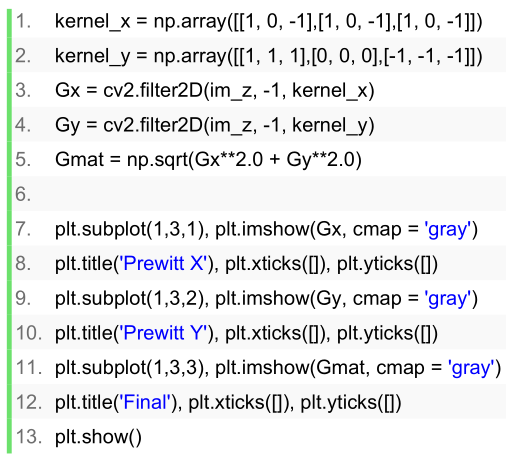 1. kernel_x = np.array([[1, 0, -1],[1, 0, -1],[1, 0, -1]])
2. kernel_y = np.array([[1, 1, 1],[0, 0, 0],[-1, -1, -1]])
3. Gx = cv2.filter2D(im_z, -1, kernel_x)
4. Gy = cv2.filter2D(im_z, -1, kernel_y)
5. Gmat = np.sqrt(Gx**2.0 + Gy**2.0)
6.
7. plt.subplot(1,3,1), plt.imshow(Gx, cmap = 'gray')
8. plt.title('Prewitt X'), plt.xticks([]), plt.yticks([])
9. plt.subplot(1,3,2), plt.imshow(Gy, cmap = 'gray')
10. plt.title('Prewitt Y'), plt.xticks([]), plt.yticks([])
11. plt.subplot(1,3,3), plt.imshow(Gmat, cmap = 'gray')
12. plt.title('Final'), plt.xticks([]), plt.yticks([])
13. plt.show()